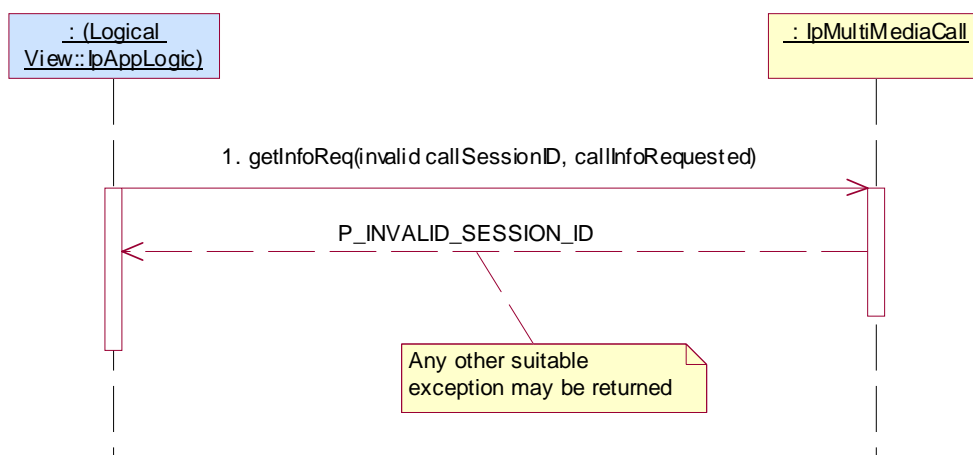 : (Logical
View::IpAppLogic)
: IpMultiMediaCall
1. getInfoReq(invalid callSessionID, callInfoRequested)
P_INVALID_SESSION_ID
Any other suitable
exception may be returned